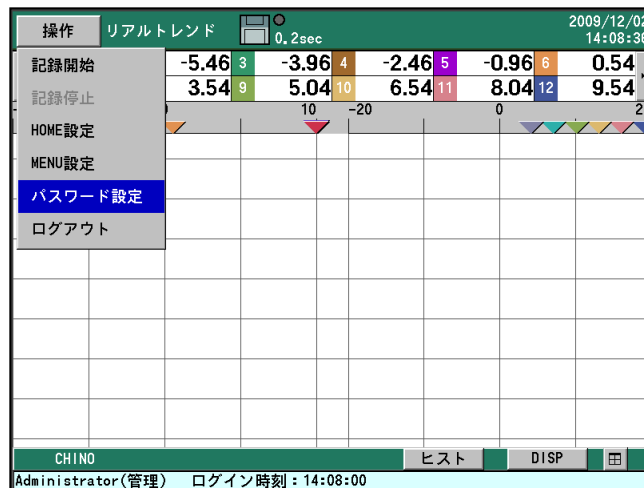 操作 リアルトレンド 0.2sec 2009/12/02
14:08:36
記録開始 -5.46 3 -3.96 4 -2.46 5 -0.96 6 0.54
記録停止 3.54 9 5.04 10 6.54 11 8.04 12 9.54
10 -20 0 2
HOME設定
MENU設定
パスワード設定
ログアウト
CHINO ヒスト DISP
Administrator(管理) ログイン時刻:14:08:00